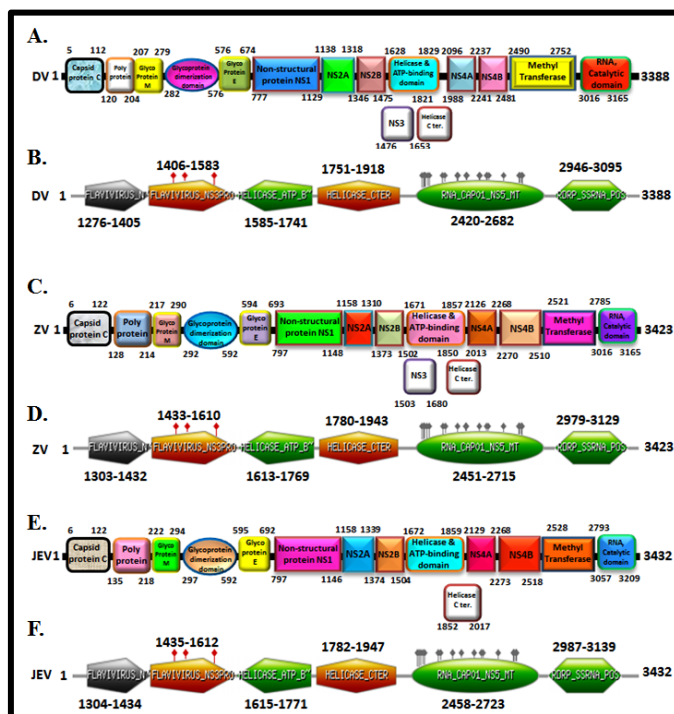 A.
5 112 207 279 576 674 1138 1318 1628 1829 2096 2237 2490 2752
DV 1 Capsid protein C Poly protein Glyco Protein M Glycoprotein dimerization domain Glyco Protein E Non-structural protein NS1 NS2A NS2B Helicase & ATP-binding domain NS4A NS4B Methyl Transferase RNA, Catalytic domain 3388
120 204 282 576 777 1129 1346 1475 1821 1988 2241 2481 3016 3165
NS3 Helicase C ter.
1476 1653
B.
1406-1583 1751-1918 2946-3095
DV 1 FLAVIVIRUS_N FLAVIVIRUS_NS3PRO HELICASE_ATP_B HELICASE_CTER RNA_CAP01_NS5_MT RDRP_SSRNA_POS 3388
1276-1405 1585-1741 2420-2682
C.
6 122 217 290 594 693 1158 1310 1671 1857 2126 2268 2521 2785
ZV 1 Capsid protein C Poly protein Glyco Protein M Glycoprotein dimerization domain Glyco protein E Non-structural protein NS1 NS2A NS2B Helicase & ATP-binding domain NS4A NS4B Methyl Transferase RNA, Catalytic domain 3423
128 214 292 592 797 1148 1373 1502 1850 2013 2270 2510 3016 3165
NS3 Helicase C ter.
1503 1680
D.
1433-1610 1780-1943 2979-3129
ZV 1 FLAVIVIRUS_N FLAVIVIRUS_NS3PRO HELICASE_ATP_B HELICASE_CTER RNA_CAP01_NS5_MT RDRP_SSRNA_POS 3423
1303-1432 1613-1769 2451-2715
E.
6 122 222 294 595 692 1158 1339 1672 1859 2129 2268 2528 2793
JEV 1 Capsid protein C Poly protein Glyco Protein M Glycoprotein dimerization domain Glyco protein E Non-structural protein NS1 NS2A NS2B Helicase & ATP-binding domain NS4A NS4B Methyl Transferase RNA, Catalytic domain 3432
135 218 297 592 797 1146 1374 1504 2273 2518 3057 3209
Helicase C ter.
1852 2017
F.
1435-1612 1782-1947 2987-3139
JEV 1 FLAVIVIRUS_N FLAVIVIRUS_NS3PRO HELICASE_ATP_B HELICASE_CTER RNA_CAP01_NS5_MT RDRP_SSRNA_POS 3432
1304-1434 1615-1771 2458-2723